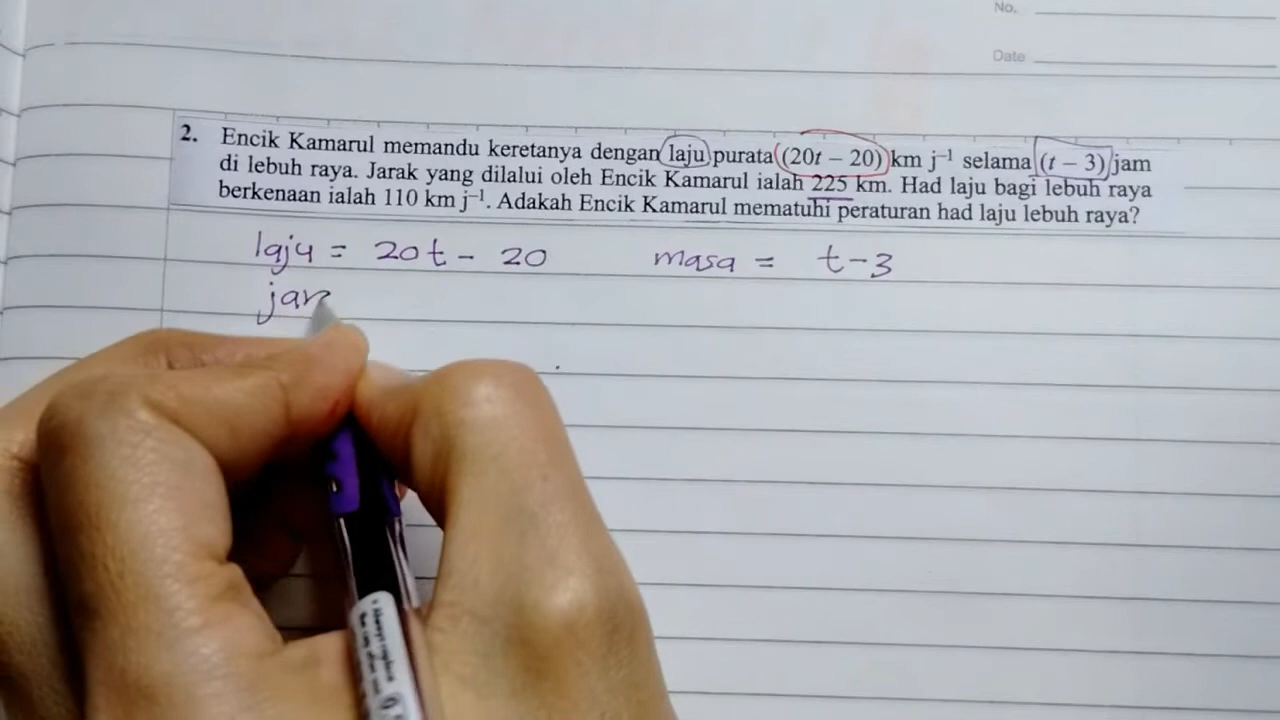 No.
Date
2. Encik Kamarul memandu keretanya dengan laju purata (20t – 20) km j⁻¹ selama (t – 3) jam
di lebuh raya. Jarak yang dilalui oleh Encik Kamarul ialah 225 km. Had laju bagi lebuh raya
berkenaan ialah 110 km j⁻¹. Adakah Encik Kamarul mematuhi peraturan had laju lebuh raya?
laju = 20t - 20 masa = t-3
jar